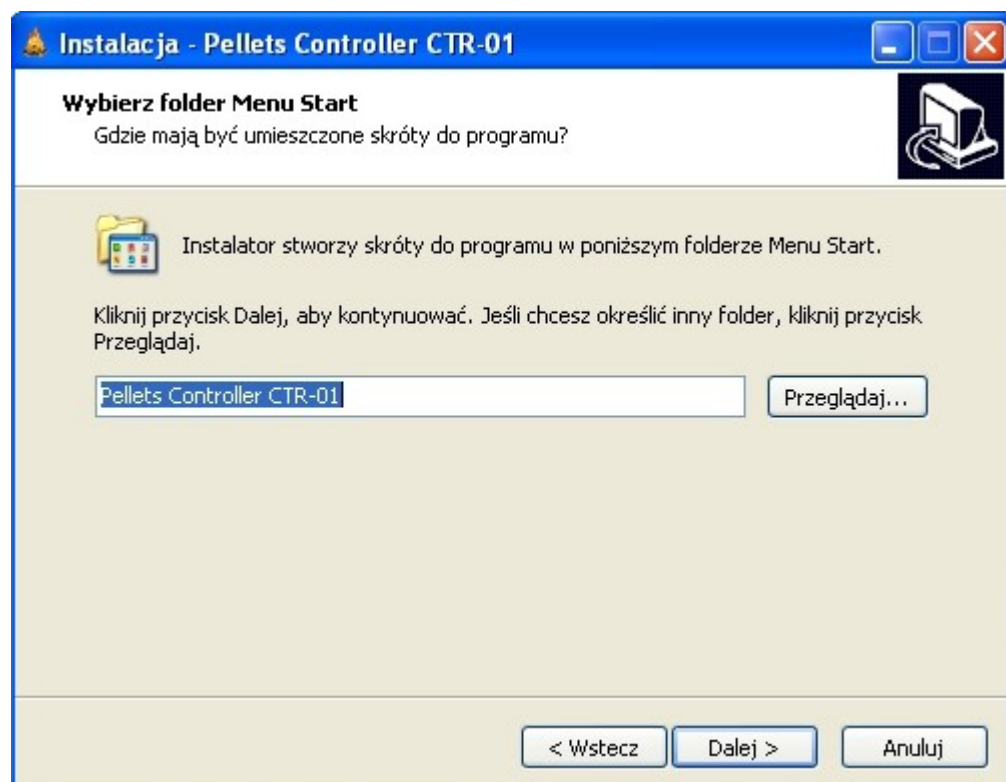 Instalacja - Pellets Controller CTR-01
Wybierz folder Menu Start
Gdzie mają być umieszczone skróty do programu?
Instalator stworzy skróty do programu w poniższym folderze Menu Start.
Kliknij przycisk Dalej, aby kontynuować. Jeśli chcesz określić inny folder, kliknij przycisk
Przeglądaj.
Pellets Controller CTR-01
Przeglądaj...
< Wstecz
Dalej >
Anuluj